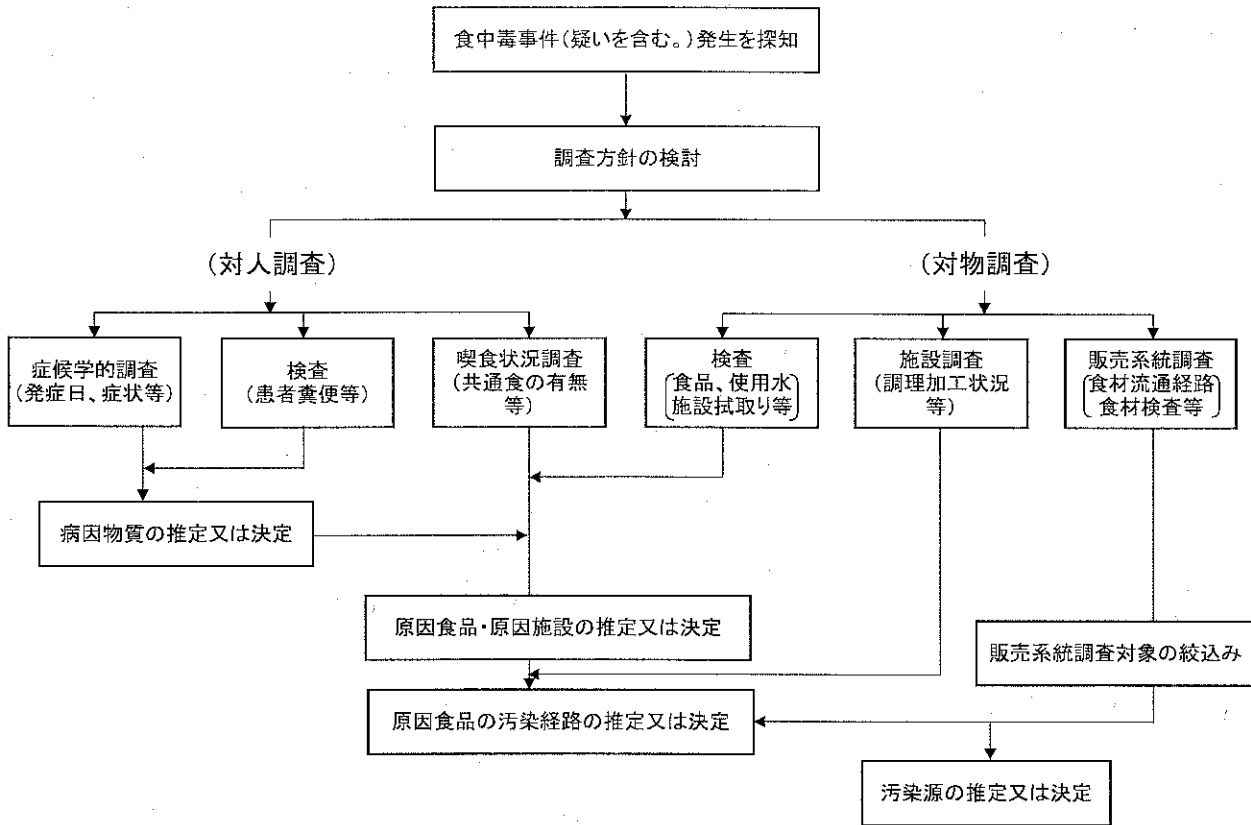 食中毒事件(疑いを含む。)発生を探知
調査方針の検討
(対人調査)
(対物調査)
症候学的調査
(発症日、症状等)
検査
(患者糞便等)
喫食状況調査
(共通食の有無
等)
検査
食品、使用水
施設拭取り等
施設調査
(調理加工状況
等)
販売系統調査
食材流通経路
食材検査等
病因物質の推定又は決定
原因食品・原因施設の推定又は決定
販売系統調査対象の絞込み
原因食品の汚染経路の推定又は決定
汚染源の推定又は決定